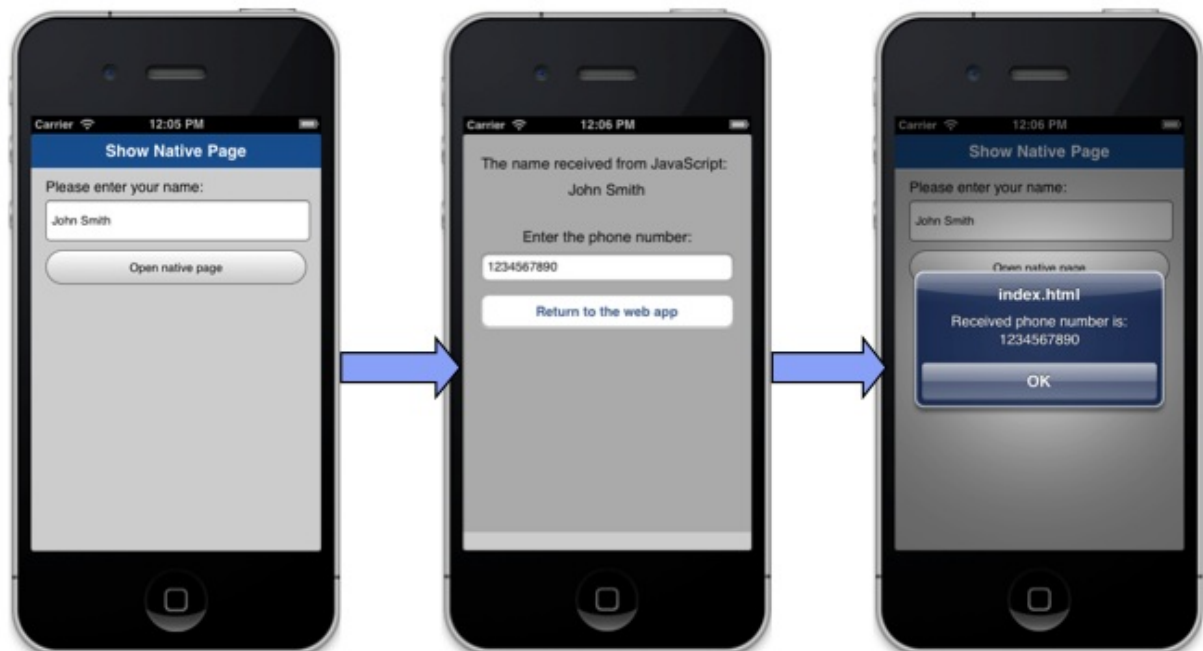 Carrier 12:05 PM
Show Native Page
Please enter your name:
John Smith
Open native page
Carrier 12:06 PM
The name received from JavaScript:
John Smith
Enter the phone number:
1234567890
Return to the web app
Carrier 12:06 PM
Show Native Page
Please enter your name:
John Smith
Open native page
index.html
Received phone number is:
1234567890
OK